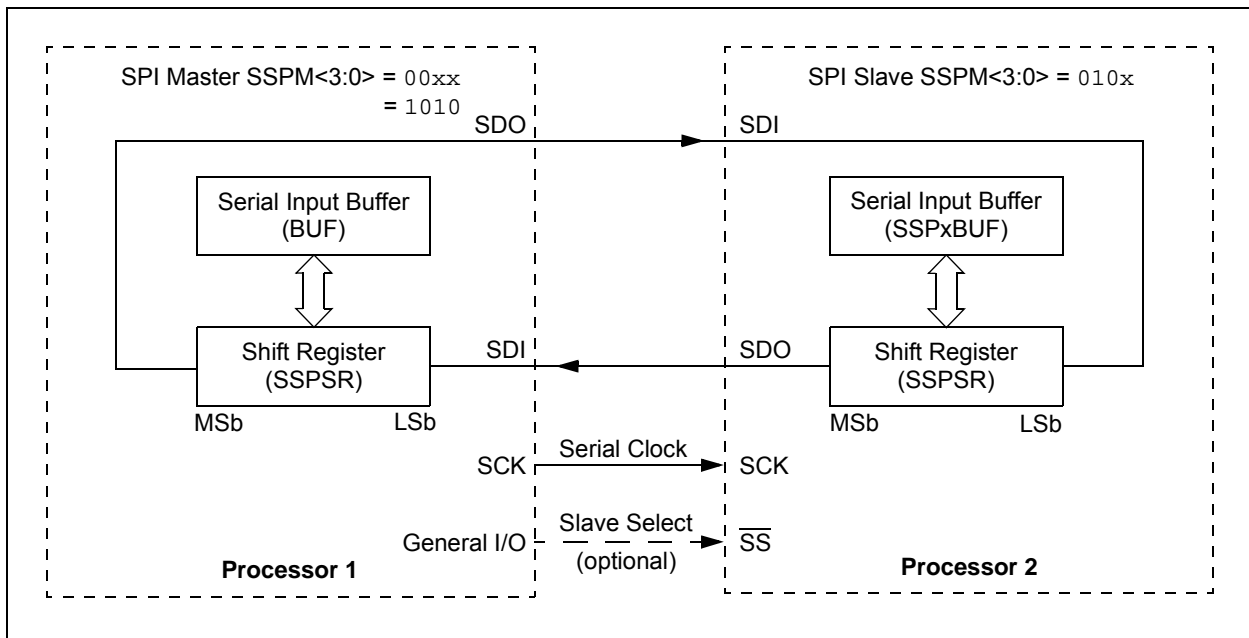 SPI Master SSPM<3:0> = 00xx
= 1010
SDO
Serial Input Buffer
(BUF)
Shift Register
(SSPSR)
MSb
LSb
SDI
SCK
General I/O
Processor 1
Serial Clock
Slave Select
(optional)
SPI Slave SSPM<3:0> = 010x
SDI
Serial Input Buffer
(SSPxBUF)
SDO
Shift Register
(SSPSR)
MSb
LSb
SCK
SS
Processor 2